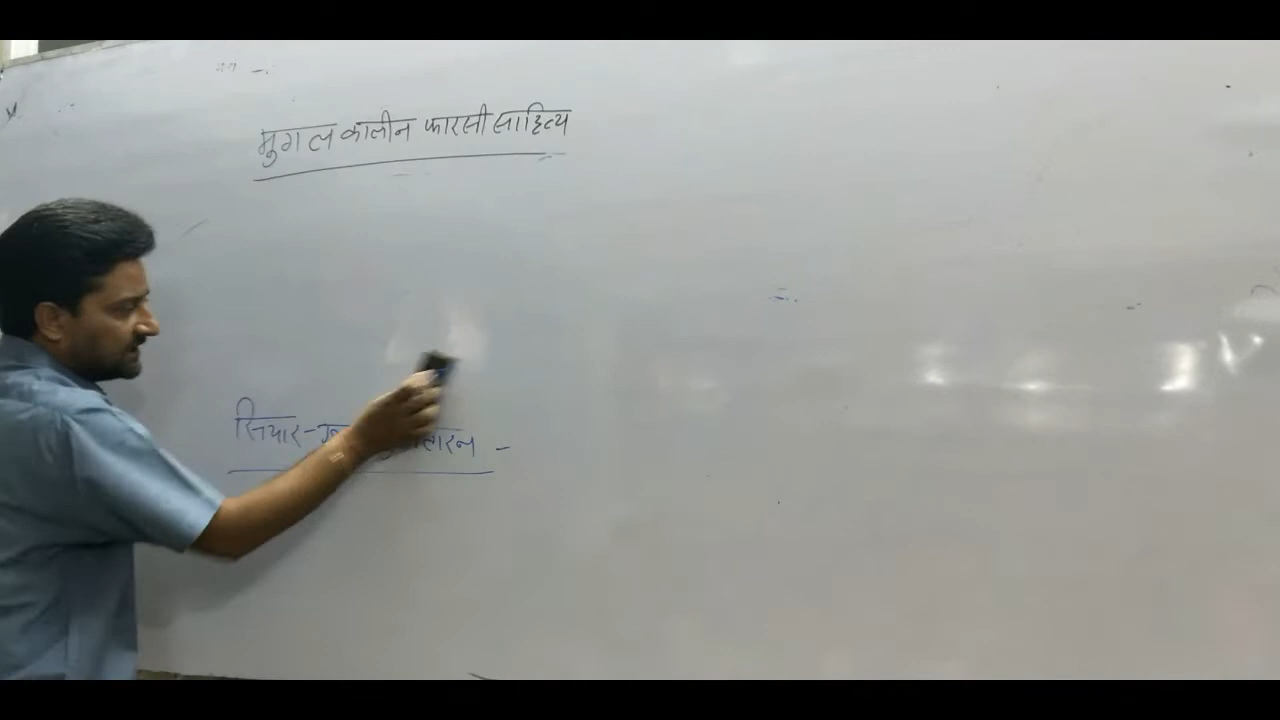 मुगल कालीन फारसी साहित्य
सियार- -